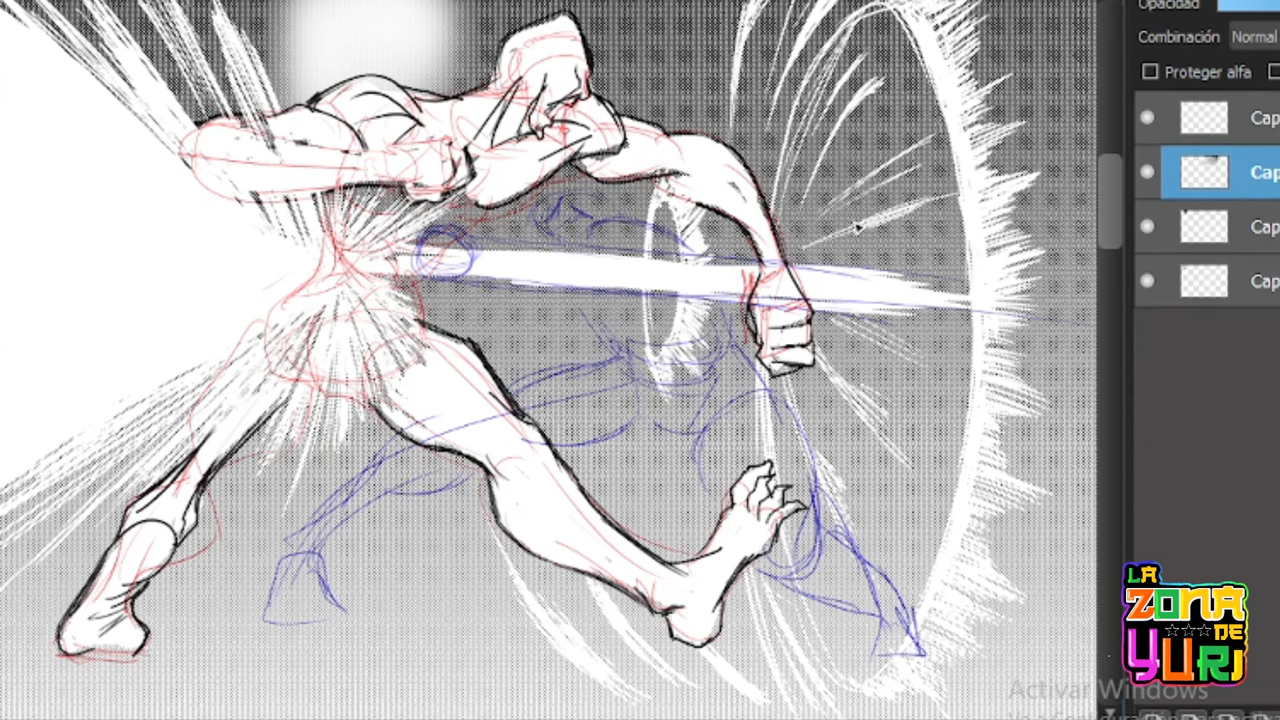 Opacidad
Combinación Normal
Proteger alfa
Cap
Cap
Cap
Cap
LA
ZONA
DE
YURI
Activar Windows